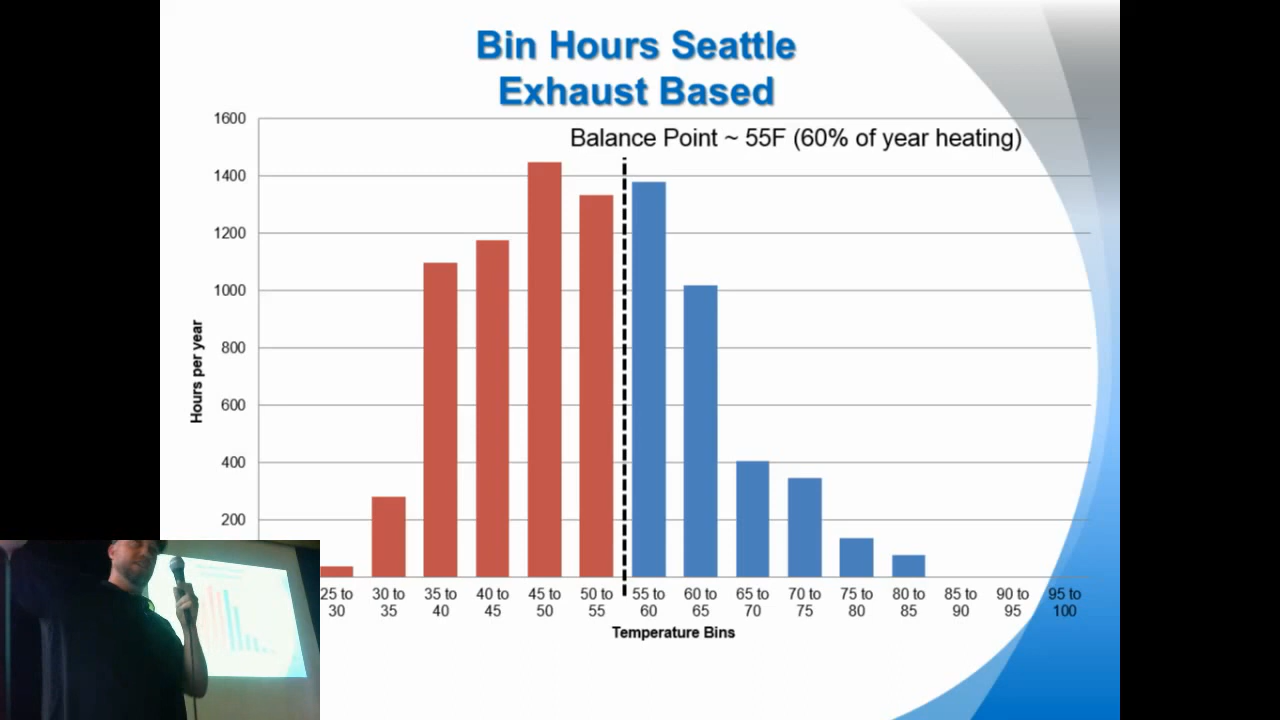 Bin Hours Seattle
Exhaust Based
Balance Point ~ 55F (60% of year heating)
1600
1400
1200
1000
800
600
400
200
Hours per year
25 to 30 to 35 to 40 to 45 to 50 to 55 to 60 to 65 to 70 to 75 to 80 to 85 to 90 to 95 to
30 35 40 45 50 55 60 65 70 75 80 85 90 95 100
Temperature Bins